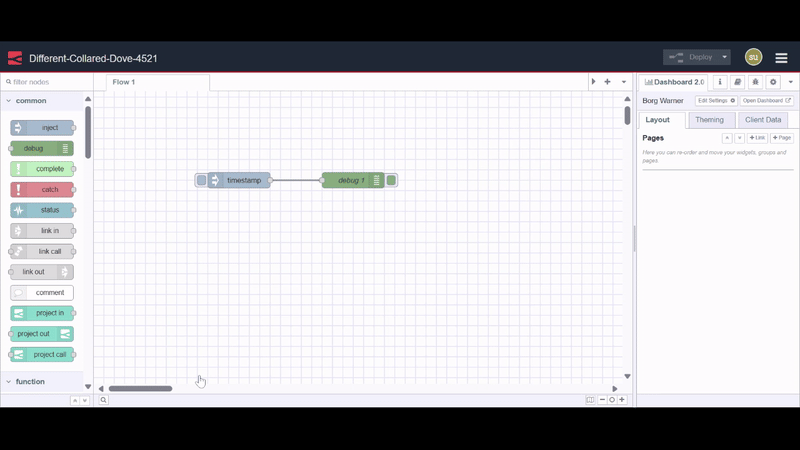 Different-Collared-Dove-4521
Deploy
su
filter nodes
Flow 1
Dashboard 2.0
common
Borg Warner
Edit Settings
Open Dashboard
inject
Layout
Theming
Client Data
debug
Pages
Link
Page
complete
Here you can re-order and move your widgets, groups and
pages.
catch
timestamp
debug 1
status
link in
link call
link out
comment
project in
project out
project call
function